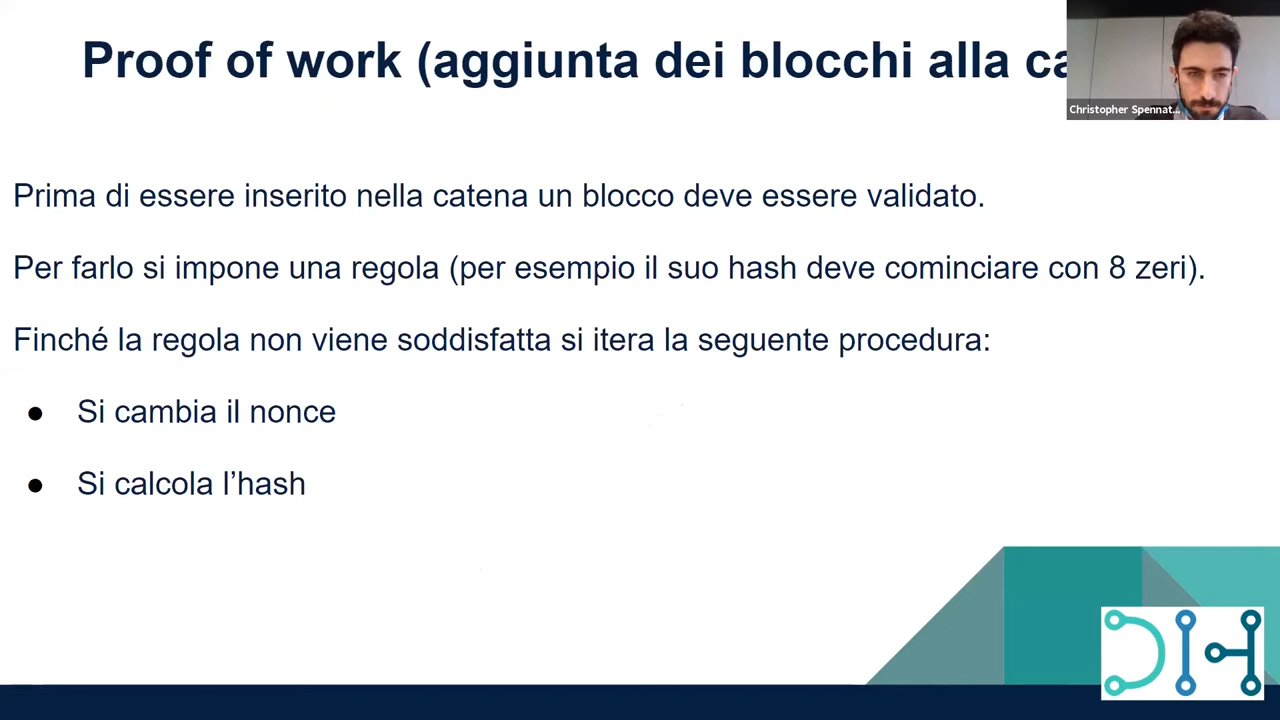 Proof of work (aggiunta dei blocchi alla
Christopher Spennat...
Prima di essere inserito nella catena un blocco deve essere validato.
Per farlo si impone una regola (per esempio il suo hash deve cominciare con 8 zeri).
Finché la regola non viene soddisfatta si itera la seguente procedura:
● Si cambia il nonce
● Si calcola l’hash
DIH